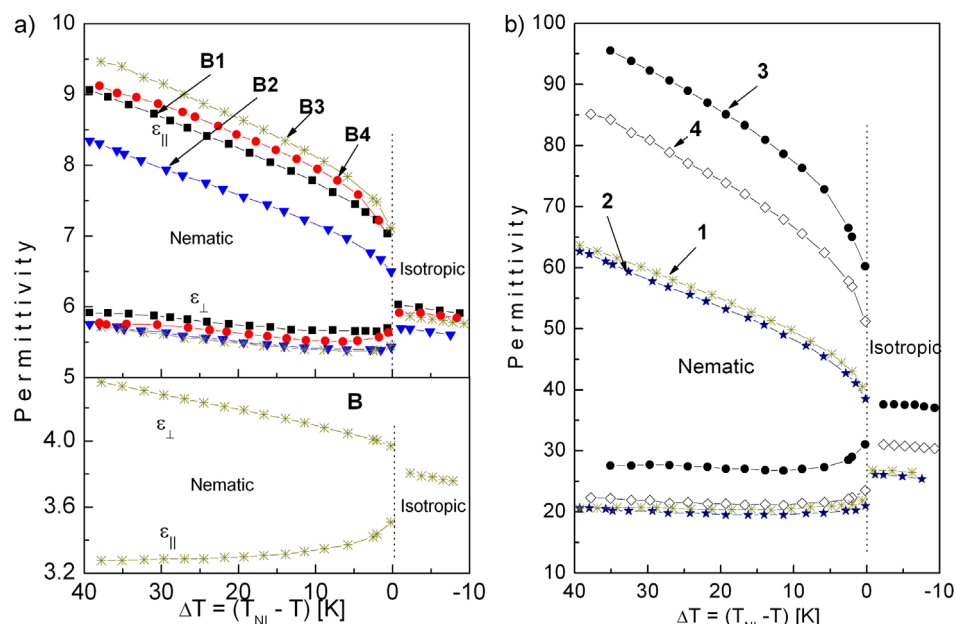 a)
10
9
8
7
6
5
4.0
3.6
3.2
Permittivity
B1
B2
B3
B4
ε||
Nematic
Isotropic
ε⊥
B
ε⊥
Nematic
Isotropic
ε||
40 30 20 10 0 -10
ΔT = (TNI - T) [K]
b)
100
90
80
70
60
50
40
30
20
10
Permittivity
3
4
2
1
Nematic
Isotropic
40 30 20 10 0 -10
ΔT = (TNI - T) [K]